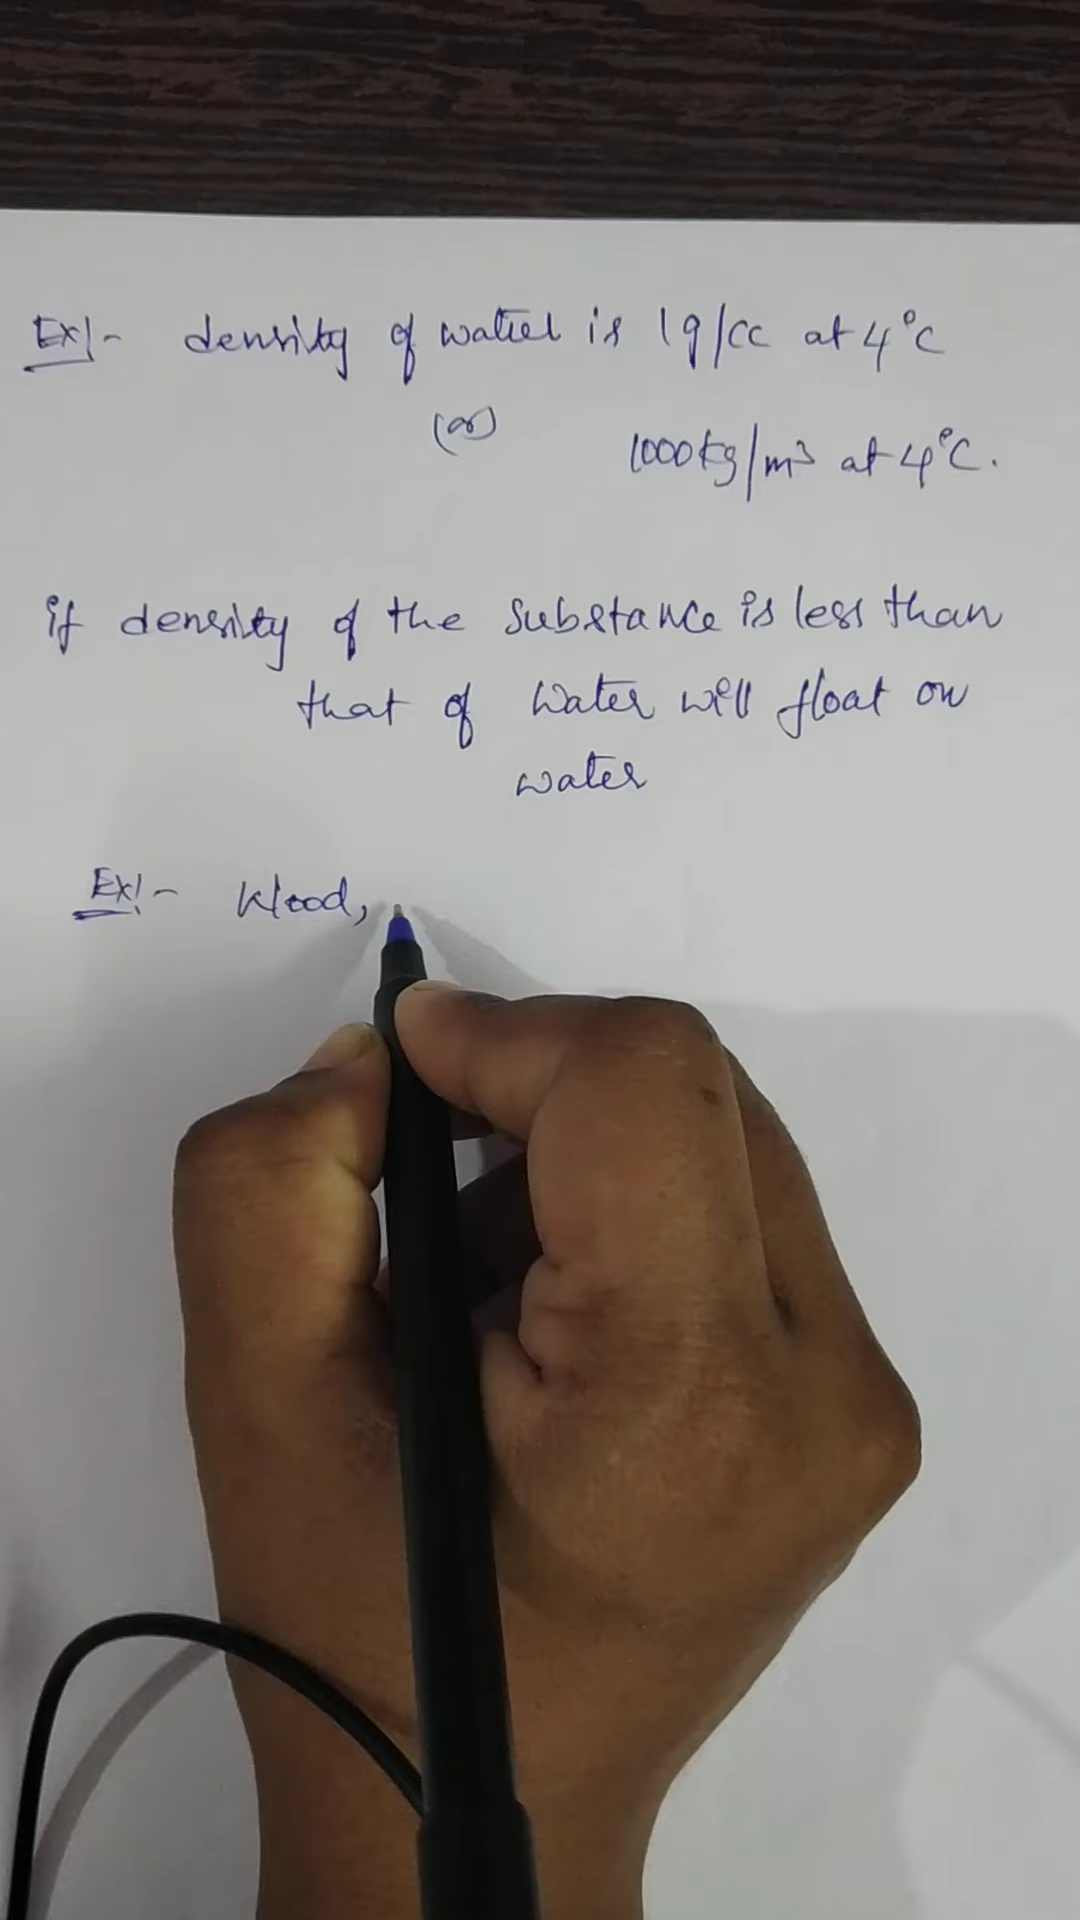 Ex!- density of water is 1g/cc at 4°C
(or)
1000kg/m³ at 4°C.
if density of the substance is less than
that of water will float on
water
Ex!- Wood,